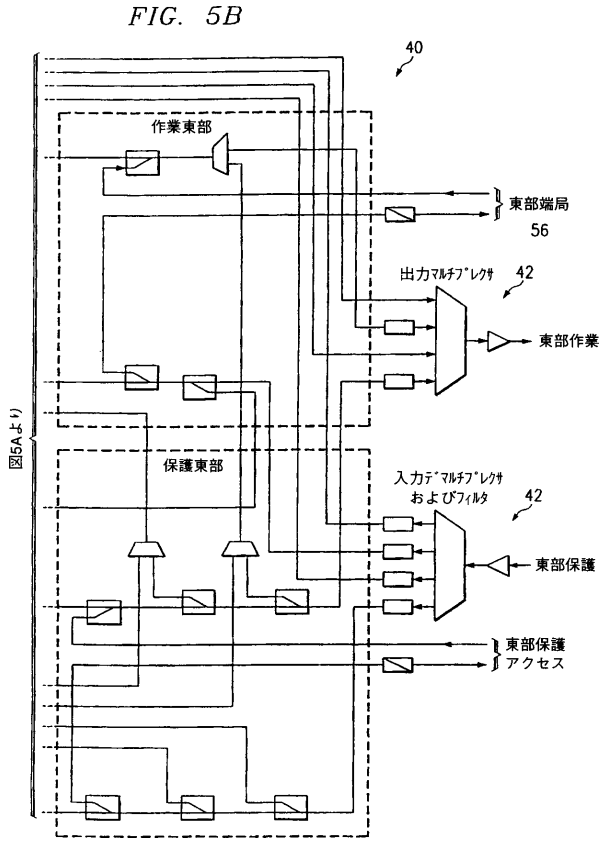 FIG. 5B
40
作業東部
東部端局
56
出力マルチプレクサ
42
東部作業
図5Aより
保護東部
入力デマルチプレクサ
およびフィルタ
42
東部保護
東部保護
アクセス